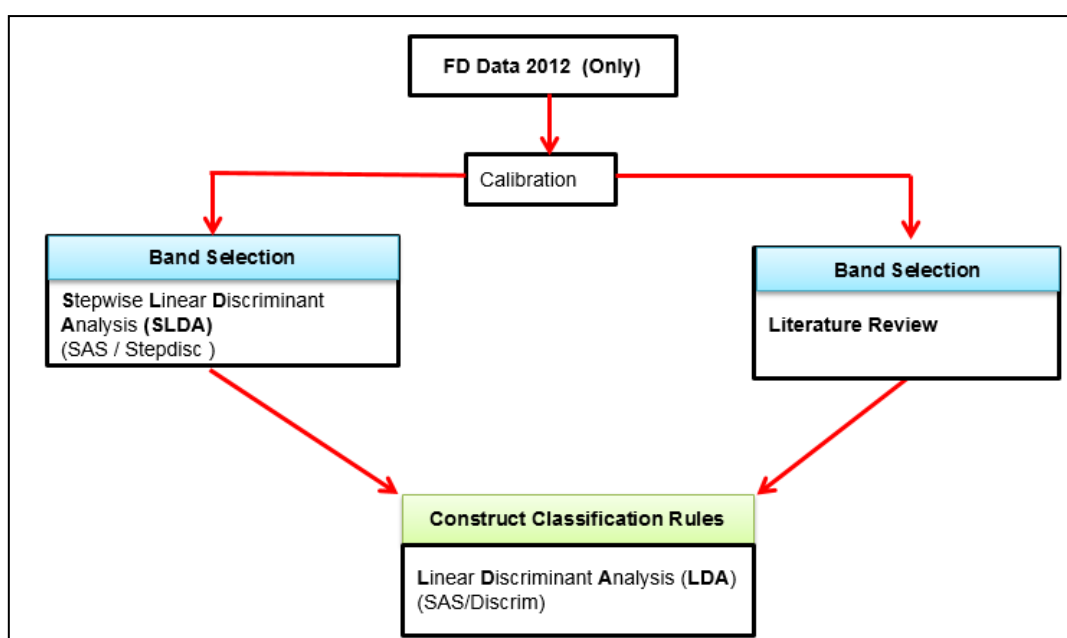 FD Data 2012 (Only)
Calibration
Band Selection
Stepwise Linear Discriminant
Analysis (SLDA)
(SAS / Stepdisc )
Band Selection
Literature Review
Construct Classification Rules
Linear Discriminant Analysis (LDA)
(SAS/Discrim)